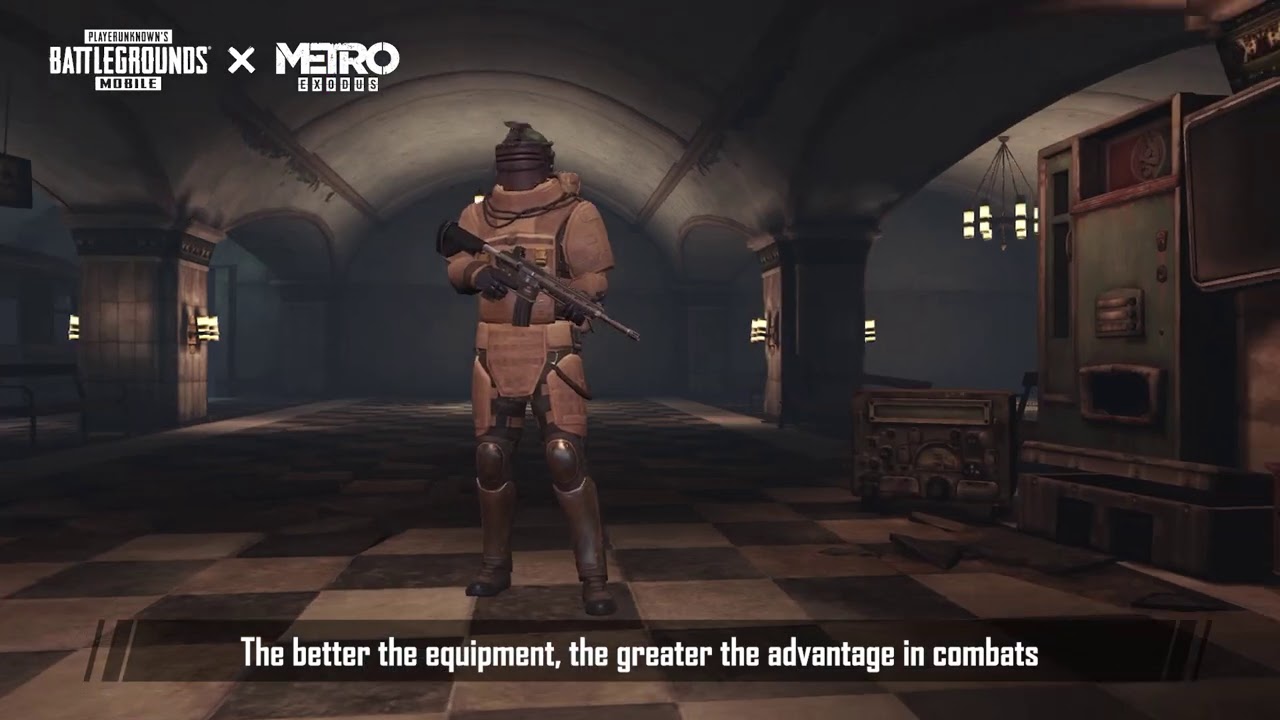 PLAYERUNKNOWN'S
BATTLEGROUNDS
MOBILE
X
METRO
EXODUS
The better the equipment, the greater the advantage in combats